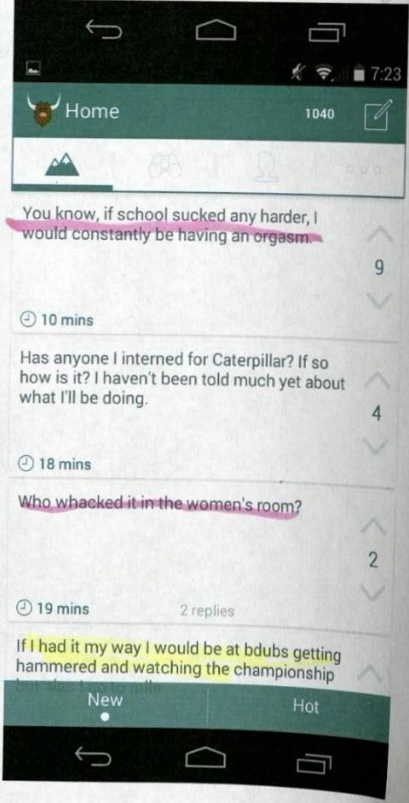 7:23
Home
1040
You know, if school sucked any harder, I
would constantly be having an orgasm.
9
10 mins
Has anyone I interned for Caterpillar? If so
how is it? I haven't been told much yet about
what I'll be doing.
4
18 mins
Who whacked it in the women's room?
2
19 mins
2 replies
If I had it my way I would be at bdubs getting
hammered and watching the championship
New
Hot